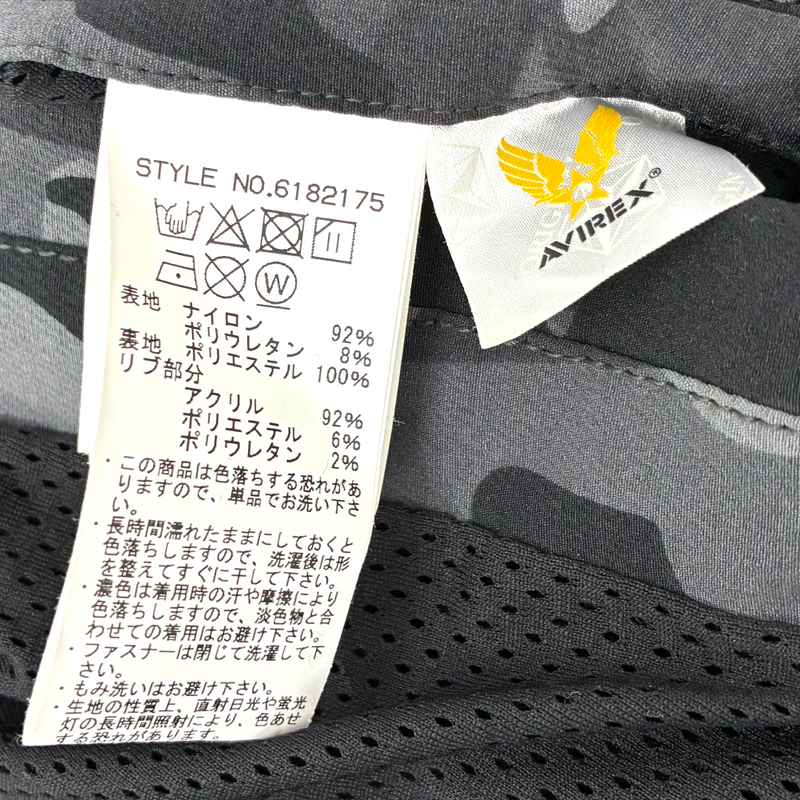 STYLE NO.6182175
W
表地 ナイロン 92%
ポリウレタン 8%
裏地 ポリエステル 100%
リブ部分
アクリル 92%
ポリエステル 6%
ポリウレタン 2%
・この商品は色落ちする恐れがあ
りますので、単品でお洗い下さ
い。
・長時間濡れたままにしておくと
色落ちしますので、洗濯後は形
を整えてすぐに干して下さい。
・濃色は着用時の汗や摩擦により
色落ちしますので、淡色物と合
わせての着用はお避け下さい。
・ファスナーは閉じて洗濯して下
さい。
・もみ洗いはお避け下さい。
・生地の性質上、直射日光や蛍光
灯の長時間照射により、色あせ
する恐れがあります。
AVIREX®